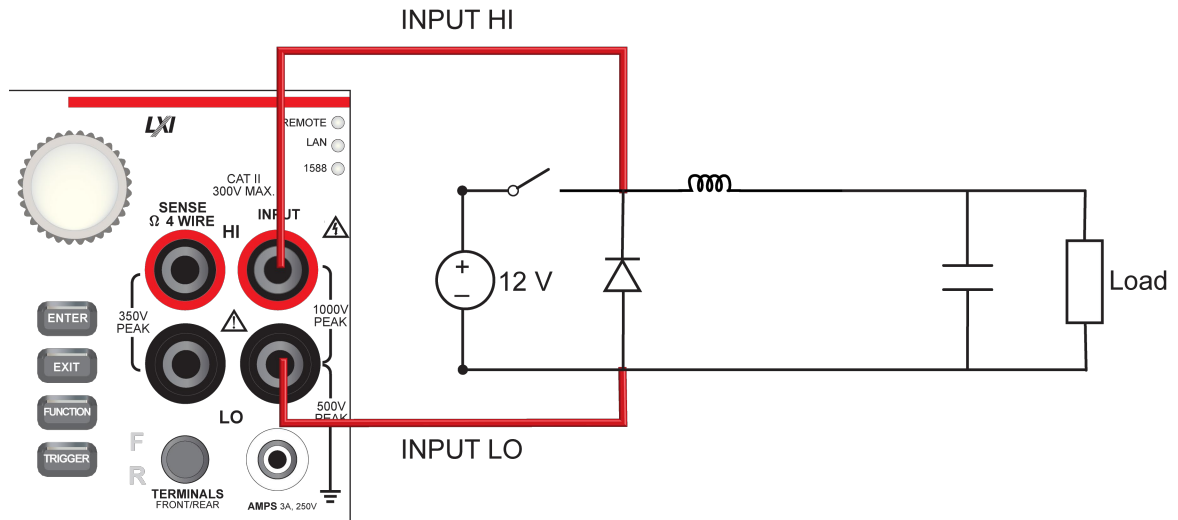 INPUT HI
LXI
REMOTE
LAN
1588
CAT II
300V MAX.
SENSE
Ω 4 WIRE
HI
INPUT
350V
PEAK
1000V
PEAK
+
−
12 V
Load
ENTER
EXIT
FUNCTION
TRIGGER
LO
500V
PEAK
INPUT LO
F
R
TERMINALS
FRONT/REAR
AMPS 3A, 250V